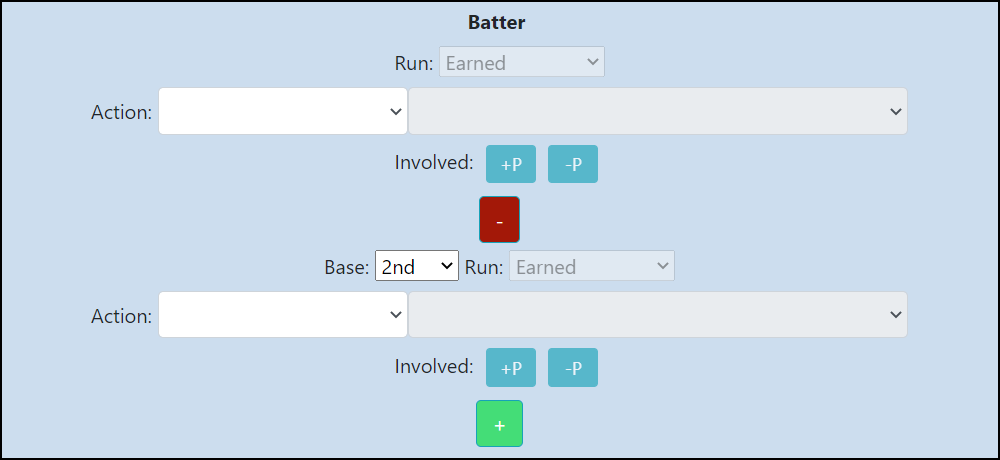 Batter
Run: Earned
Action:
Involved: +P -P
-
Base: 2nd Run: Earned
Action:
Involved: +P -P
+